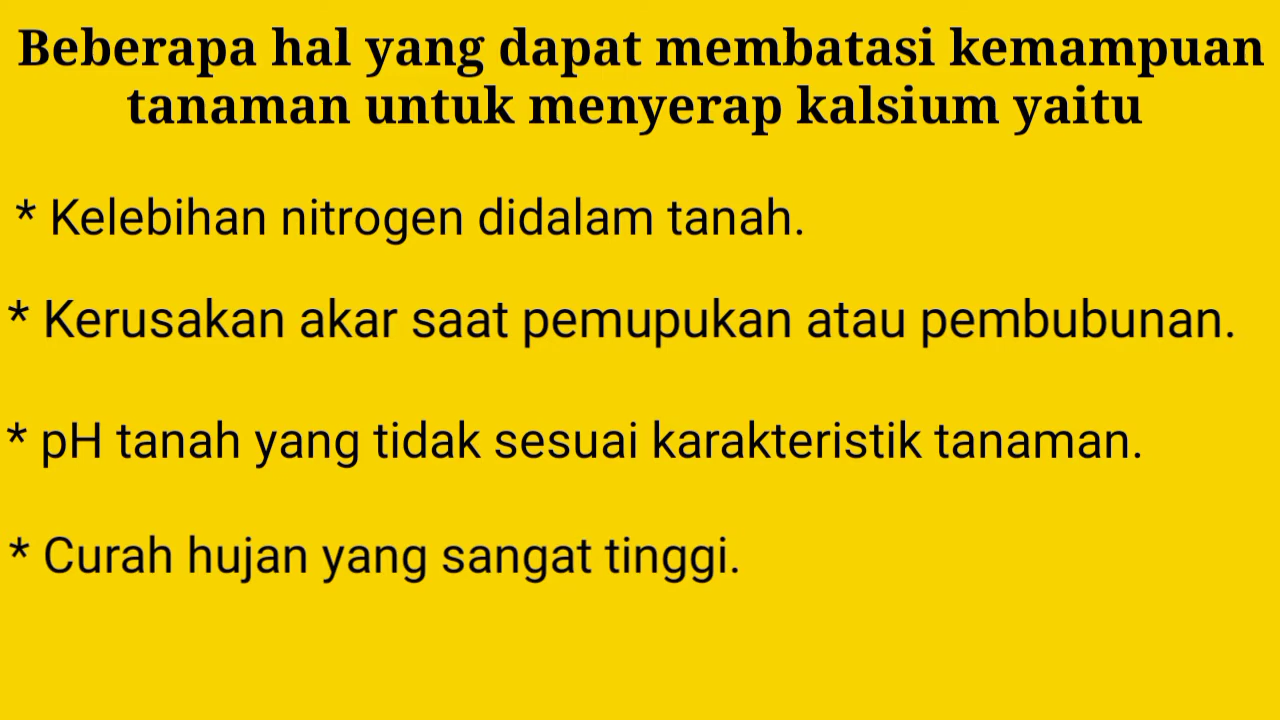 Beberapa hal yang dapat membatasi kemampuan
tanaman untuk menyerap kalsium yaitu
* Kelebihan nitrogen didalam tanah.
* Kerusakan akar saat pemupukan atau pembubunan.
* pH tanah yang tidak sesuai karakteristik tanaman.
* Curah hujan yang sangat tinggi.